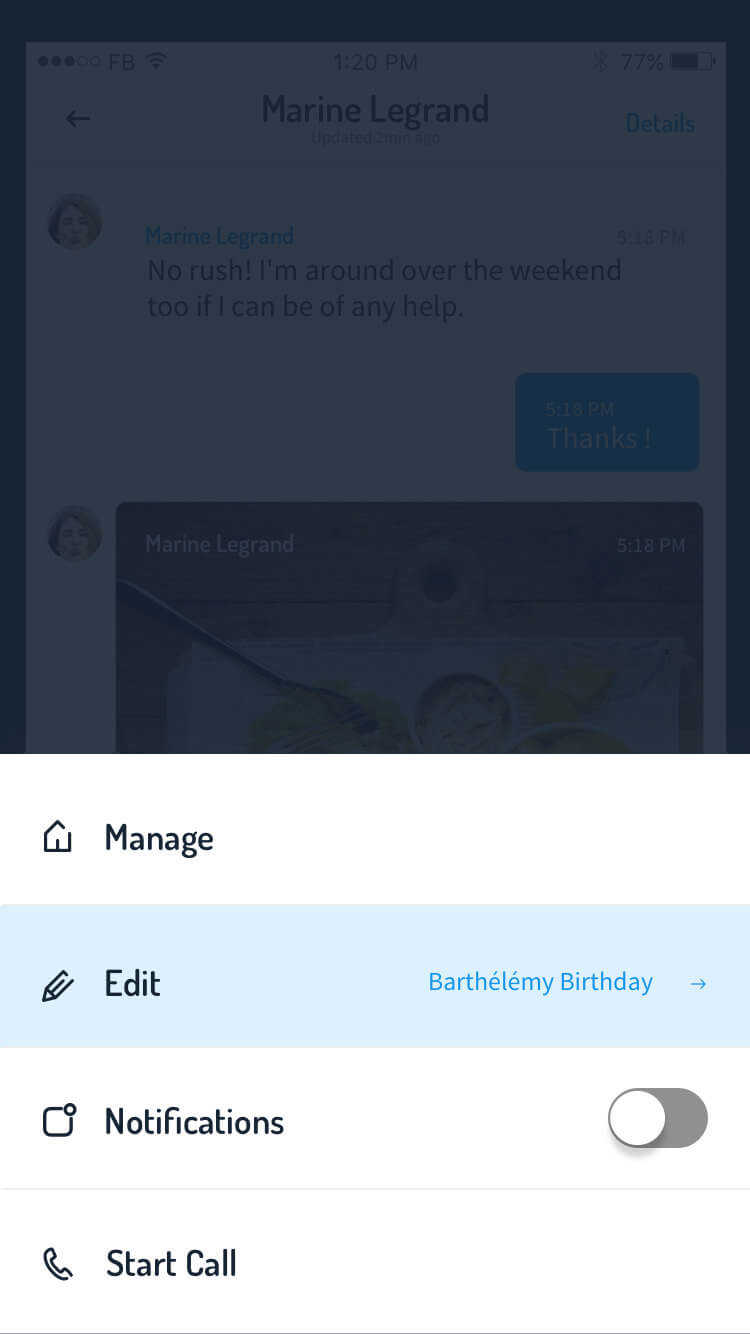 FB 1:20 PM 77%
Marine Legrand
Updated 2min ago
Details
Marine Legrand 5:18 PM
No rush! I'm around over the weekend
too if I can be of any help.
5:18 PM
Thanks !
Marine Legrand 5:18 PM
Manage
Edit Barthélémy Birthday →
Notifications
Start Call